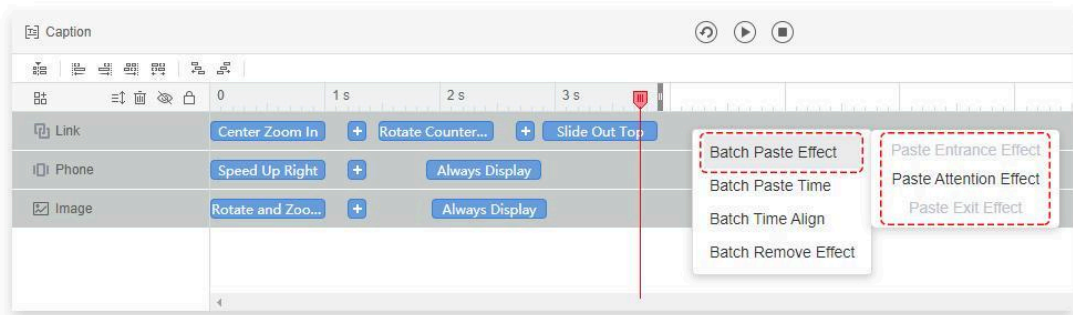 Caption
0 1 s 2 s 3 s
Link Center Zoom In + Rotate Counter... + Slide Out Top
Phone Speed Up Right + Always Display
Image Rotate and Zoo... + Always Display
Batch Paste Effect
Batch Paste Time
Batch Time Align
Batch Remove Effect
Paste Entrance Effect
Paste Attention Effect
Paste Exit Effect